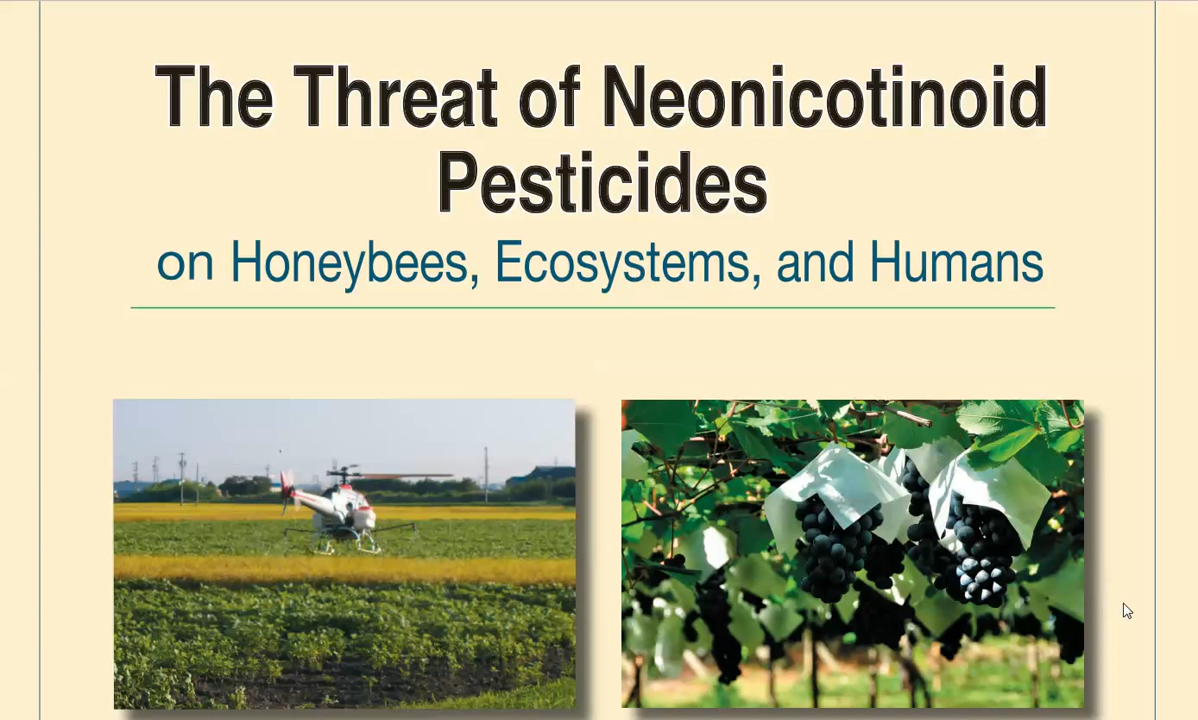 The Threat of Neonicotinoid
Pesticides
on Honeybees, Ecosystems, and Humans